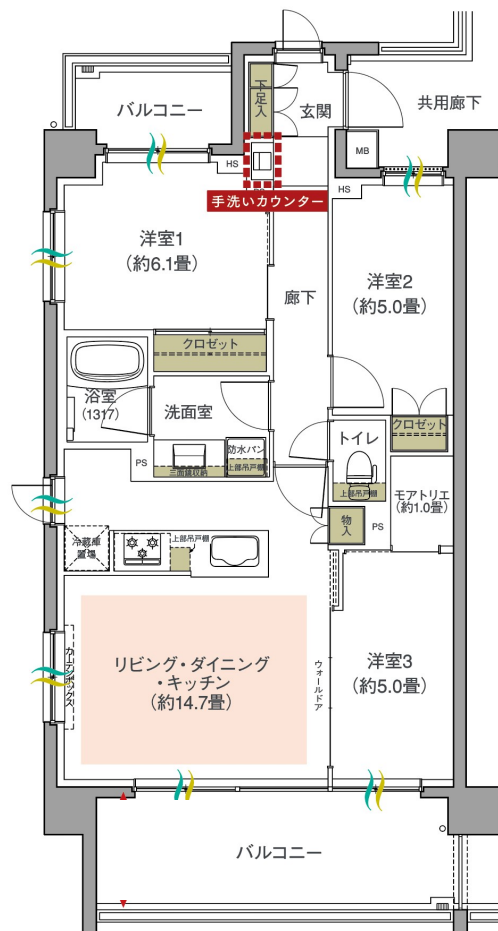 バルコニー
下足入
玄関
共用廊下
MB
HS
HS
手洗いカウンター
洋室1
(約6.1畳)
洋室2
(約5.0畳)
廊下
クロゼット
浴室
(1317)
洗面室
防水パン
上部吊戸棚
三面鏡収納
PS
トイレ
上部吊戸棚
クロゼット
モアトリエ
(約1.0畳)
物入
PS
冷蔵庫
置場
上部吊戸棚
カーテンボックス
リビング・ダイニング
・キッチン
(約14.7畳)
ウォールドア
洋室3
(約5.0畳)
バルコニー